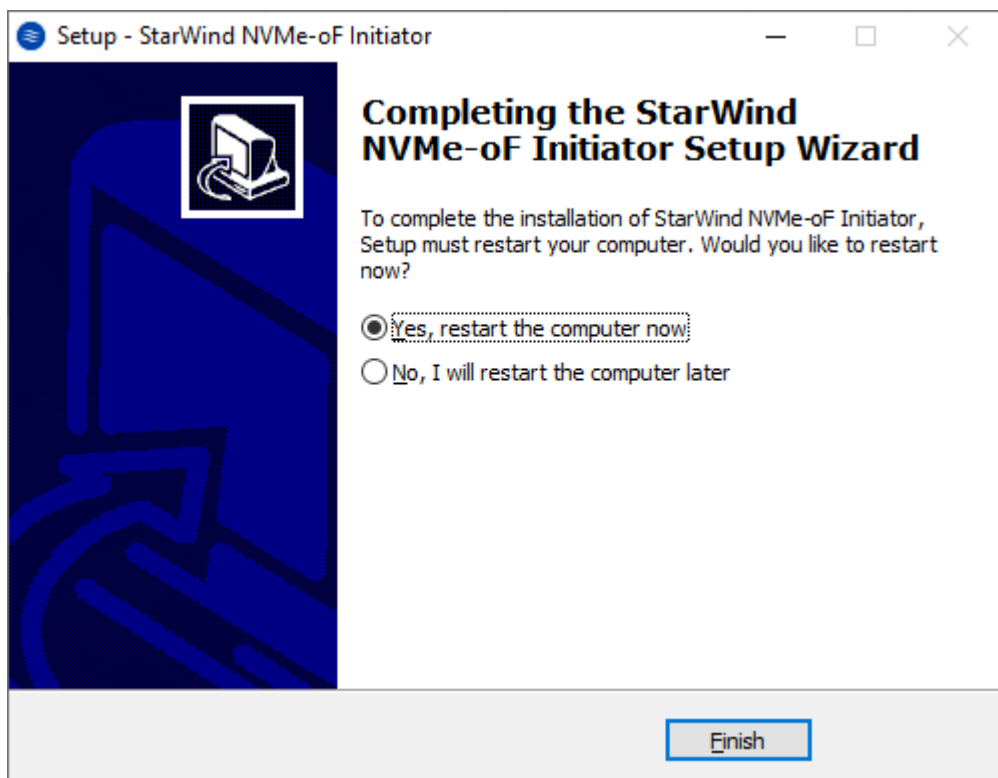 Setup - StarWind NVMe-oF Initiator
Completing the StarWind
NVMe-oF Initiator Setup Wizard
To complete the installation of StarWind NVMe-oF Initiator,
Setup must restart your computer. Would you like to restart
now?
Yes, restart the computer now
No, I will restart the computer later
Finish